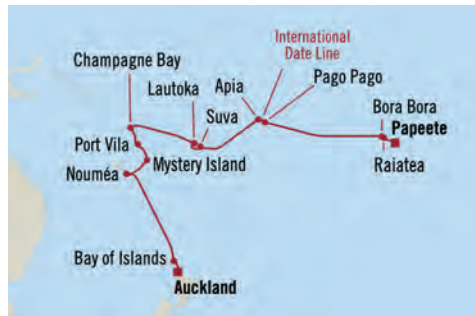 International
Date Line
Champagne Bay
Lautoka
Apia
Pago Pago
Suva
Bora Bora
Port Vila
Papeete
Mystery Island
Raiatea
Nouméa
Bay of Islands
Auckland